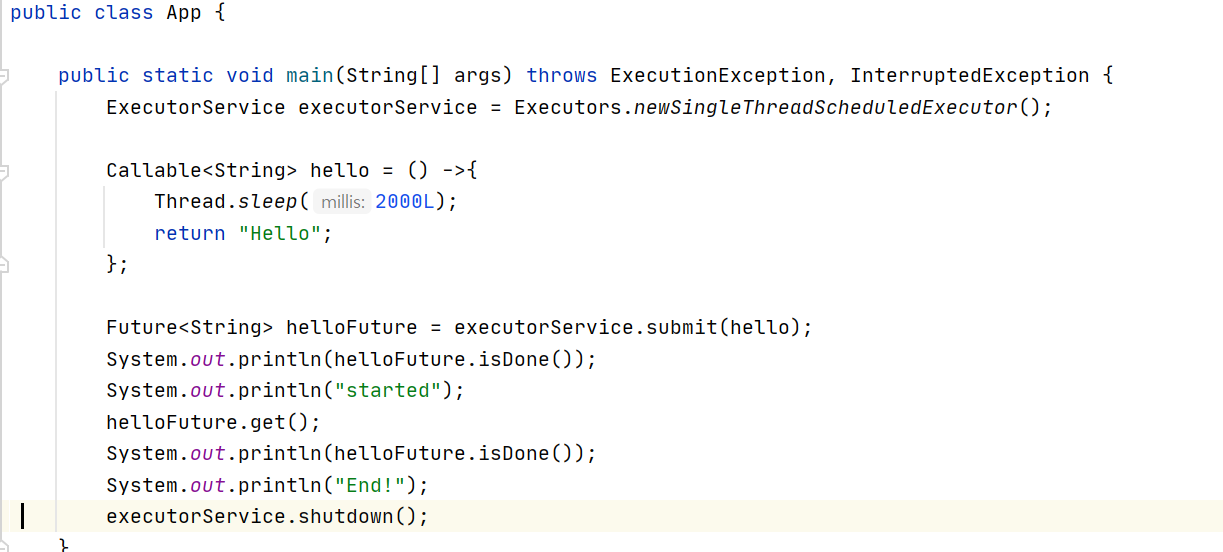 public class App {
public static void main(String[] args) throws ExecutionException, InterruptedException {
ExecutorService executorService = Executors.newSingleThreadScheduledExecutor();
Callable<String> hello = () ->{
Thread.sleep( millis: 2000L);
return "Hello";
};
Future<String> helloFuture = executorService.submit(hello);
System.out.println(helloFuture.isDone());
System.out.println("started");
helloFuture.get();
System.out.println(helloFuture.isDone());
System.out.println("End!");
executorService.shutdown();
}